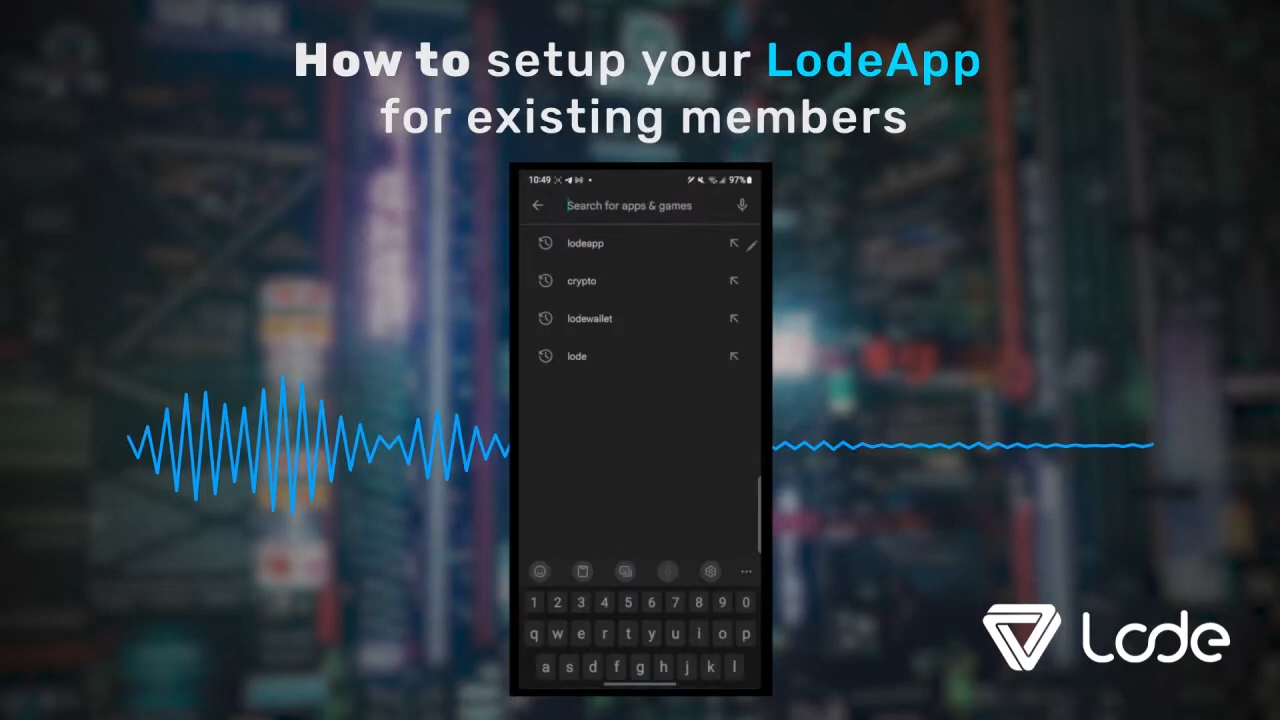 How to setup your LodeApp
for existing members
10:49
97%
Search for apps & games
lodeapp
crypto
lodewallet
lode
1 2 3 4 5 6 7 8 9 0
q w e r t y u i o p
a s d f g h j k l
Lode